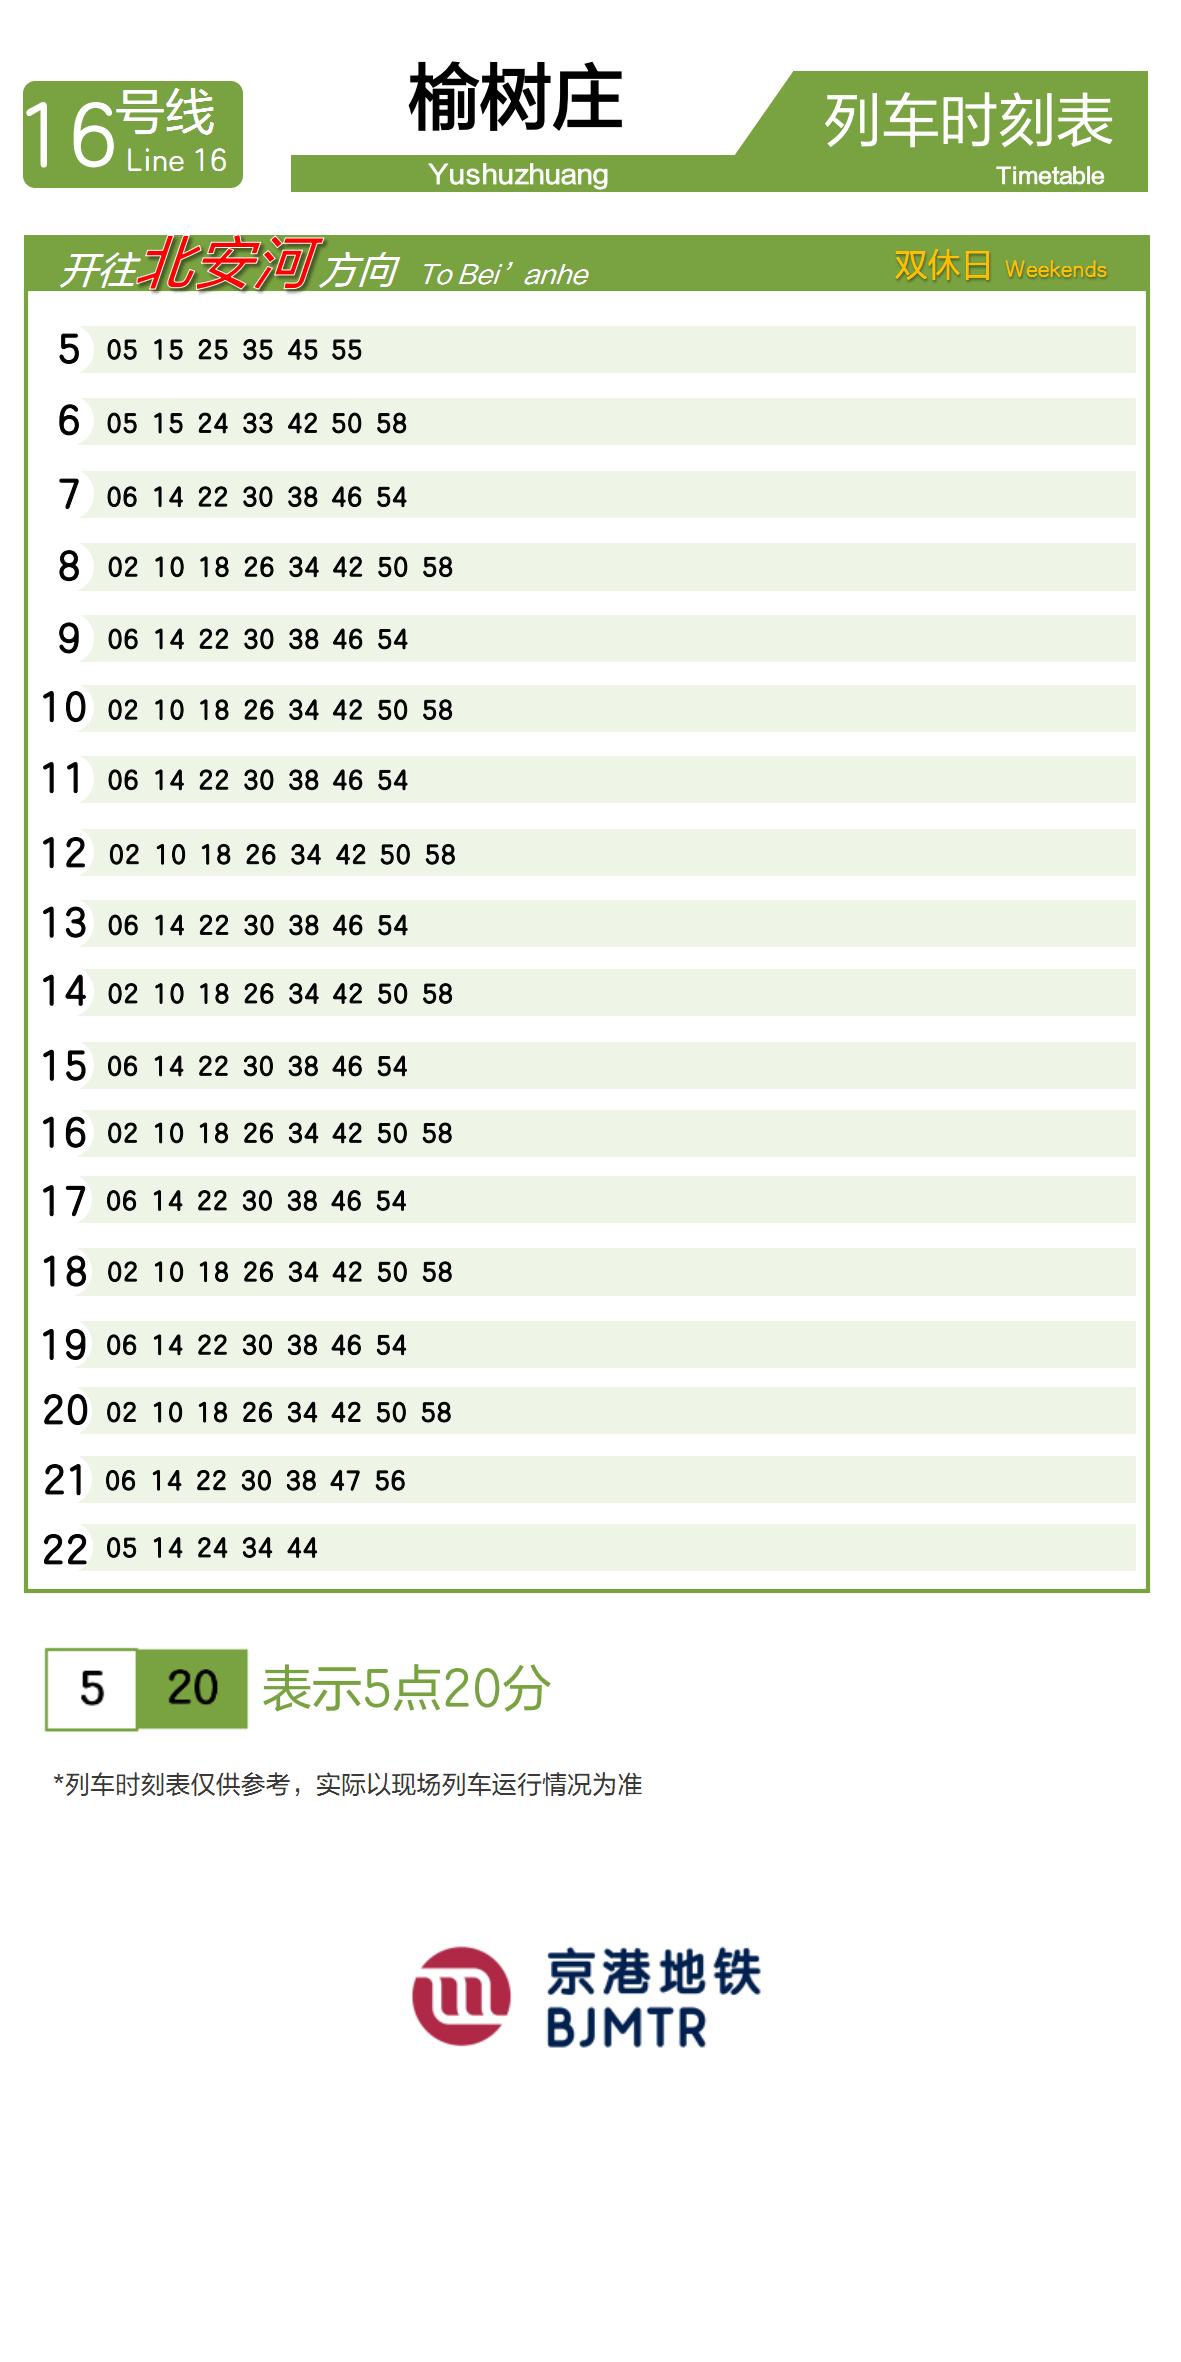 16号线
Line 16
榆树庄
Yushuzhuang
列车时刻表
Timetable
开往北安河方向 To Bei’anhe 双休日 Weekends
5 05 15 25 35 45 55
6 05 15 24 33 42 50 58
7 06 14 22 30 38 46 54
8 02 10 18 26 34 42 50 58
9 06 14 22 30 38 46 54
10 02 10 18 26 34 42 50 58
11 06 14 22 30 38 46 54
12 02 10 18 26 34 42 50 58
13 06 14 22 30 38 46 54
14 02 10 18 26 34 42 50 58
15 06 14 22 30 38 46 54
16 02 10 18 26 34 42 50 58
17 06 14 22 30 38 46 54
18 02 10 18 26 34 42 50 58
19 06 14 22 30 38 46 54
20 02 10 18 26 34 42 50 58
21 06 14 22 30 38 47 56
22 05 14 24 34 44
5 20 表示5点20分
*列车时刻表仅供参考，实际以现场列车运行情况为准
京港地铁
BJMTR